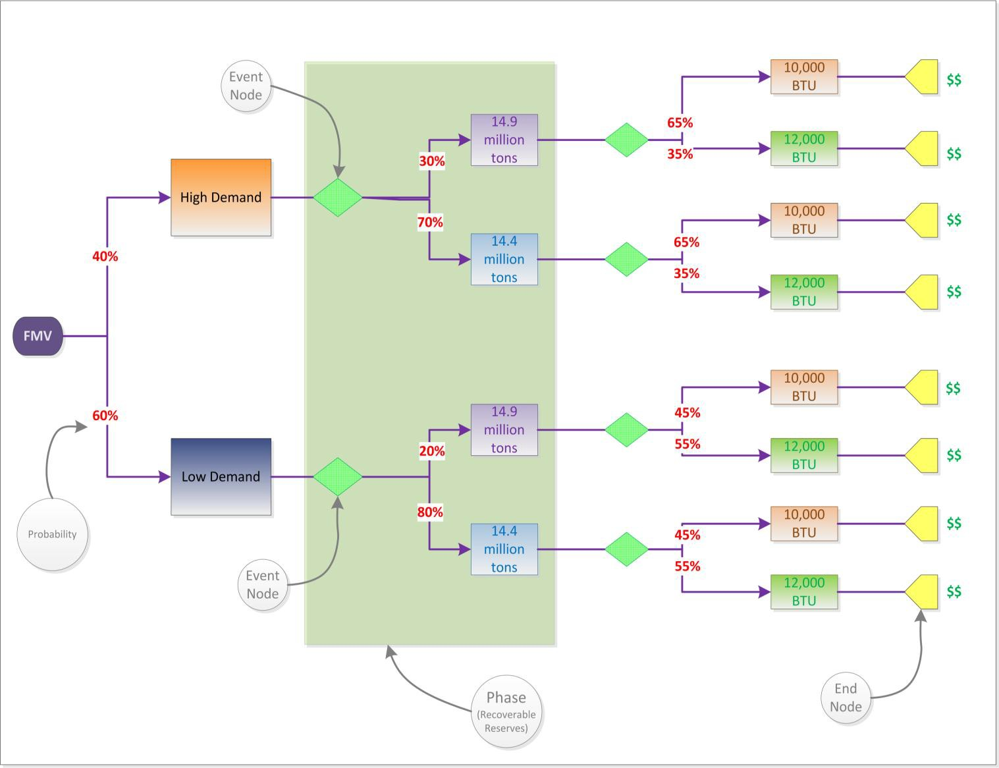 Event
Node
10,000
BTU
$$
65%
14.9
million
tons
12,000
BTU
$$
35%
30%
High Demand
10,000
BTU
$$
70%
65%
14.4
million
tons
40%
35%
12,000
BTU
$$
FMV
10,000
BTU
$$
60%
45%
14.9
million
tons
55%
20%
12,000
BTU
$$
Low Demand
80%
10,000
BTU
$$
45%
14.4
million
tons
Probability
55%
Event
Node
12,000
BTU
$$
Phase
(Recoverable
Reserves)
End
Node